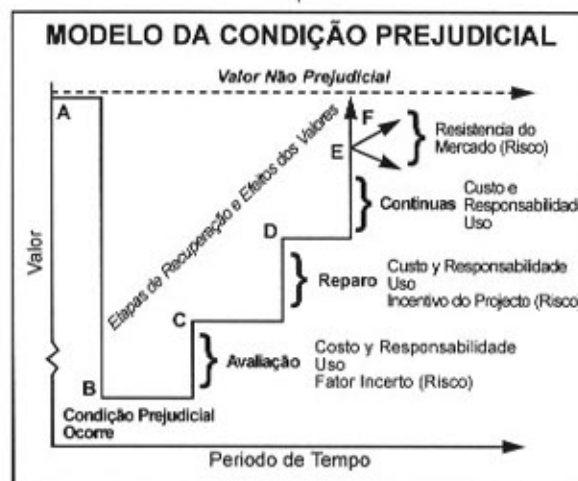 MODELO DA CONDIÇÃO PREJUDICIAL
Valor Não Prejudicial
A
F
E
Resistencia do
Mercado (Risco)
Etapas de Recuperação e Efeitos dos Valores
Valor
Continuas
Custo e
Responsabilidade
Uso
D
Reparo
Custo y Responsabilidade
Uso
Incentivo do Projecto (Risco)
C
Avaliação
Costo y Responsabilidade
Uso
Fator Incerto (Risco)
B
Condição Prejudicial
Ocorre
Periodo de Tempo